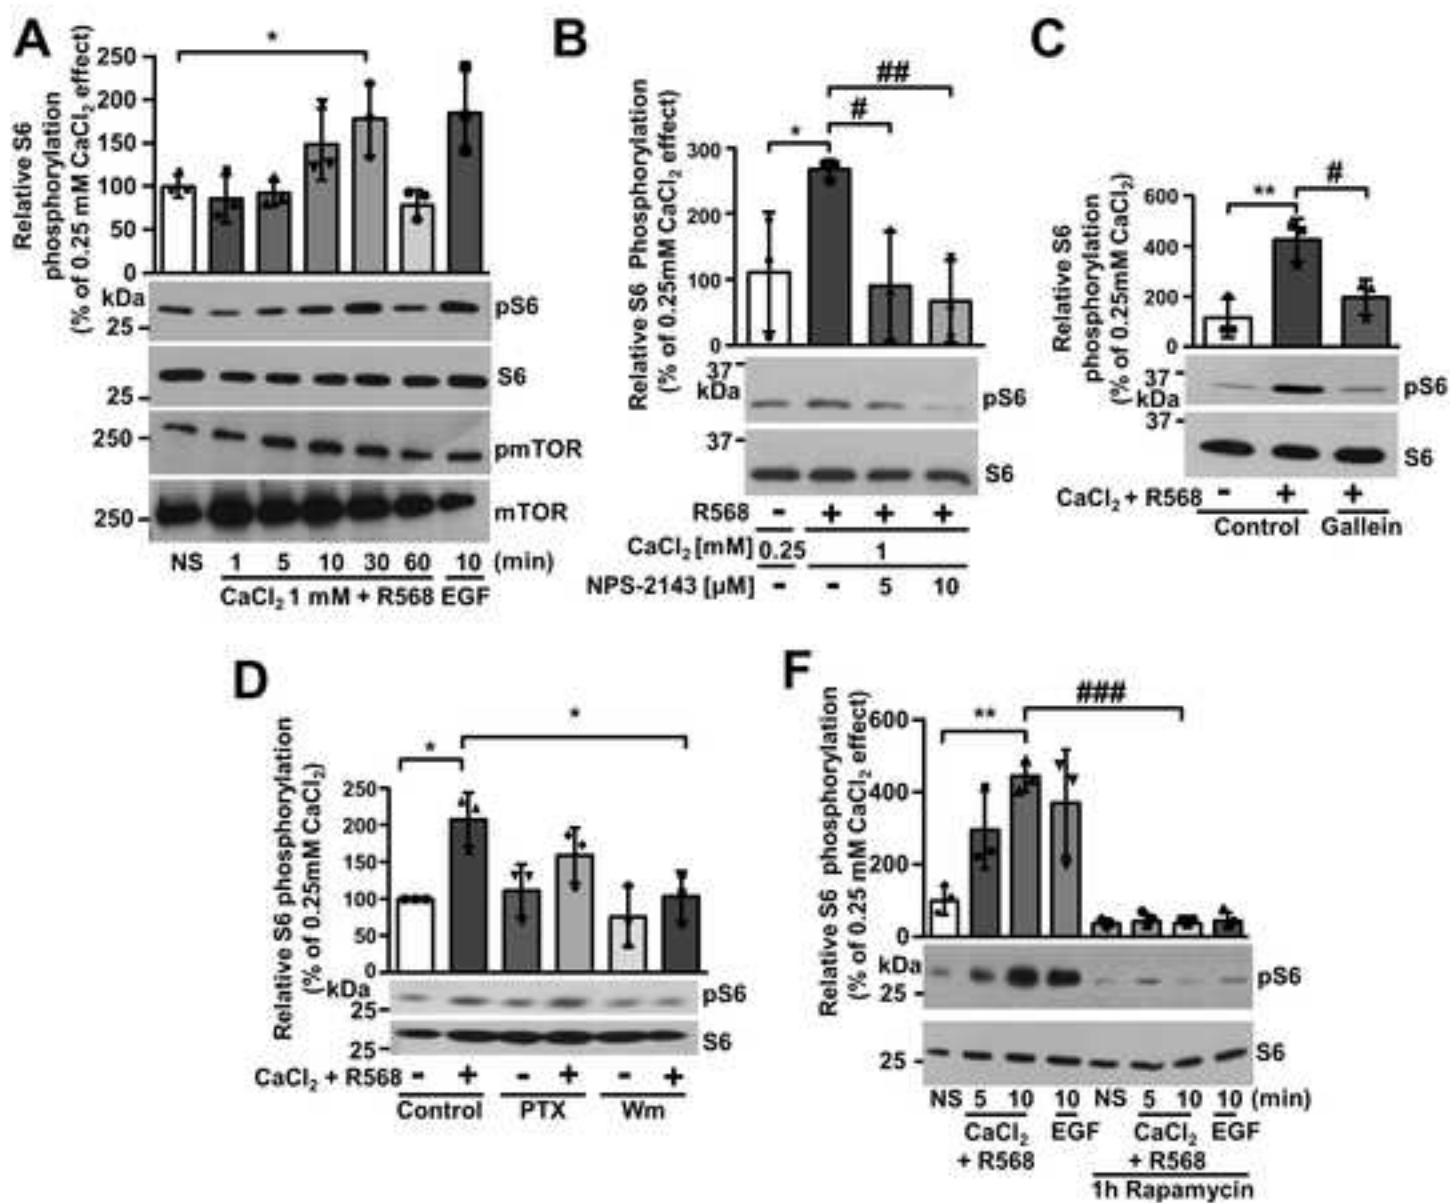 A
Relative S6
phosphorylation
(% of 0.25 mM CaCl₂ effect)
250
200
150
100
50
0
*
kDa
25
pS6
25
S6
250
pmTOR
250
mTOR
NS 1 5 10 30 60 10 (min)
CaCl₂ 1 mM + R568 EGF
B
Relative S6 Phosphorylation
(% of 0.25mM CaCl₂ effect)
300
200
100
0
*
#
##
37
kDa
pS6
37
S6
R568 - + + +
CaCl₂ [mM] 0.25 1
NPS-2143 [µM] - - 5 10
C
Relative S6
phosphorylation
(% of 0.25mM CaCl₂)
600
400
200
0
**
#
37
kDa
pS6
37
S6
CaCl₂ + R568 - + +
Control Gallein
D
Relative S6 phosphorylation
(% of 0.25mM CaCl₂)
250
200
150
100
50
0
*
*
kDa
25
pS6
25
S6
CaCl₂ + R568 - + - + - +
Control PTX Wm
F
Relative S6 phosphorylation
(% of 0.25 mM CaCl₂ effect)
600
400
200
0
**
###
kDa
25
pS6
25
S6
NS 5 10 10 NS 5 10 10 (min)
CaCl₂ EGF CaCl₂ EGF
+ R568 + R568
1h Rapamycin